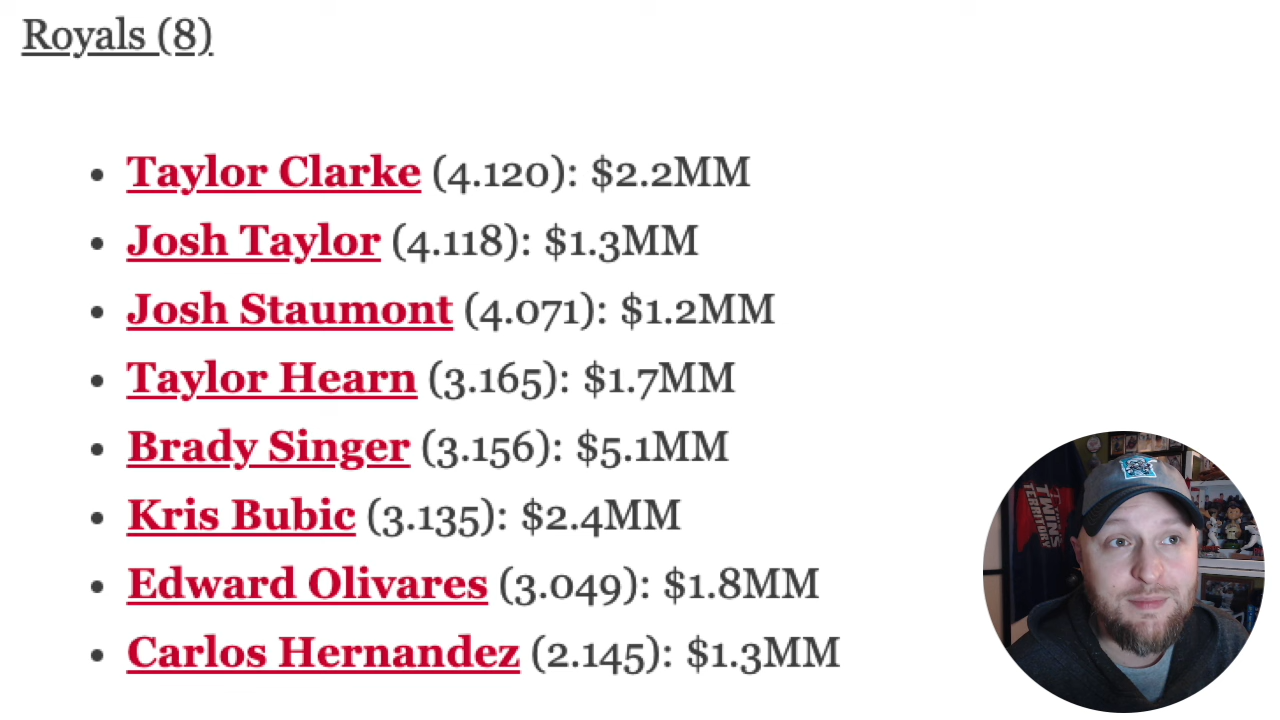 Royals (8)
• Taylor Clarke (4.120): $2.2MM
• Josh Taylor (4.118): $1.3MM
• Josh Staumont (4.071): $1.2MM
• Taylor Hearn (3.165): $1.7MM
• Brady Singer (3.156): $5.1MM
• Kris Bubic (3.135): $2.4MM
• Edward Olivares (3.049): $1.8MM
• Carlos Hernandez (2.145): $1.3MM
TWINS
TERRITORY